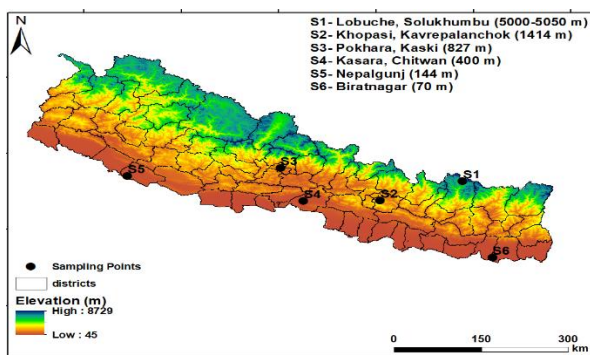 N
S1- Lobuche, Solukhumbu (5000-5050 m)
S2- Khopasi, Kavrepalanchok (1414 m)
S3- Pokhara, Kaski (827 m)
S4- Kasara, Chitwan (400 m)
S5- Nepalgunj (144 m)
S6- Biratnagar (70 m)
S3
S1
S5
S4
S2
S6
Sampling Points
districts
Elevation (m)
High : 8729
Low : 45
0 150 300
km